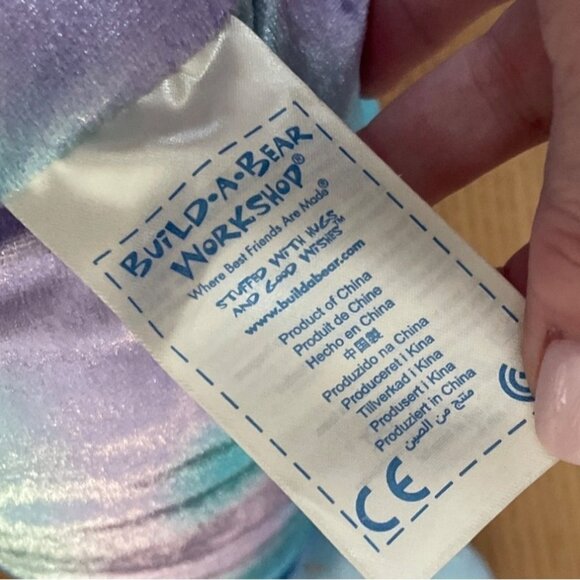 BUILD-A-BEAR
WORKSHOP®
Where Best Friends Are Made®
STUFFED WITH HUGS
AND GOOD WISHES™
www.buildabear.com
Product of China
Produit de Chine
Hecho en China
中国製
Produzido na China
Produceret i Kina
Tillverkad i Kina
Produsert i Kina
Produziert in China
منتج من الصين
CE